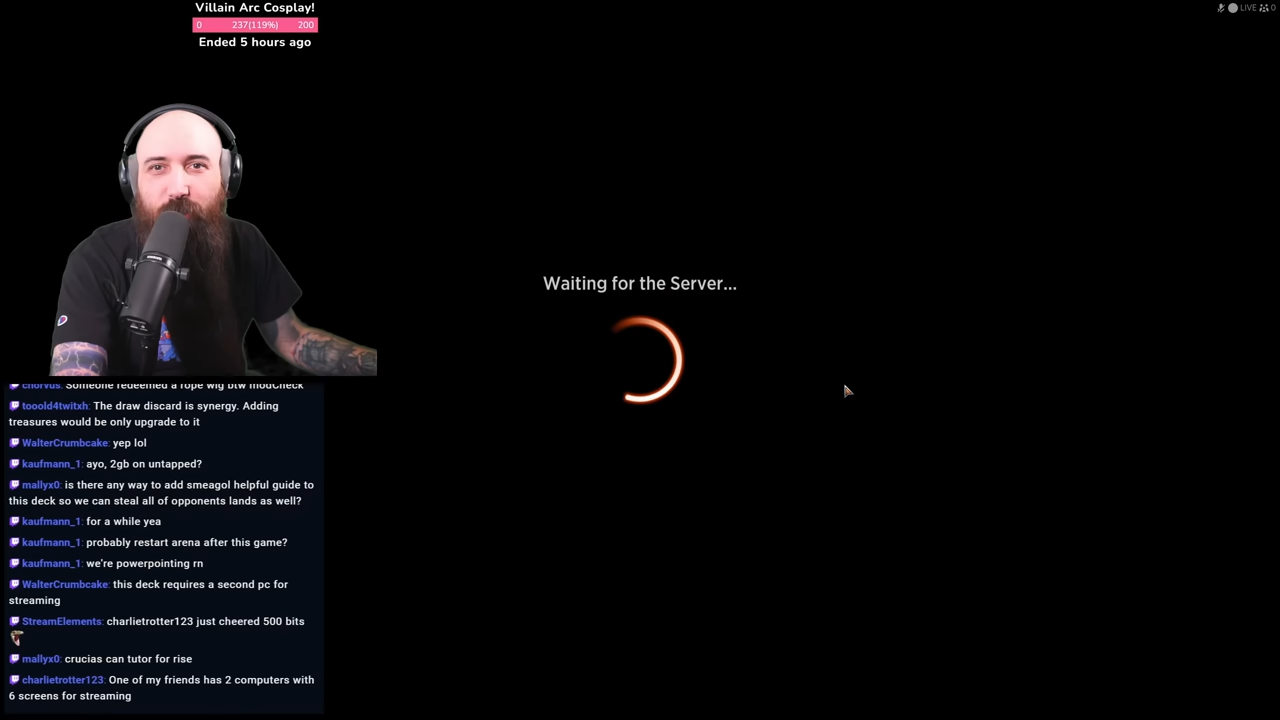 Villain Arc Cosplay!
0 237(119%) 200
Ended 5 hours ago
LIVE 0
Waiting for the Server...
chorvus: Someone redeemed a rope wig btw modCheck
tooold4twitxh: The draw discard is synergy. Adding
treasures would be only upgrade to it
WalterCrumbcake: yep lol
kaufmann_1: ayo, 2gb on untapped?
mallyx0: is there any way to add smeagol helpful guide to
this deck so we can steal all of opponents lands as well?
kaufmann_1: for a while yea
kaufmann_1: probably restart arena after this game?
kaufmann_1: we're powerpointing rn
WalterCrumbcake: this deck requires a second pc for
streaming
StreamElements: charlietrotter123 just cheered 500 bits
mallyx0: crucias can tutor for rise
charlietrotter123: One of my friends has 2 computers with
6 screens for streaming